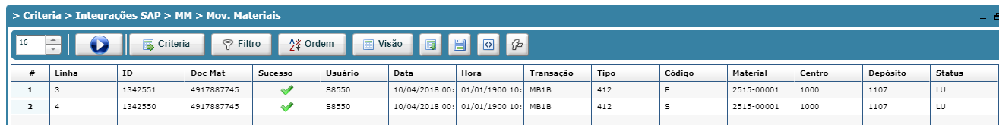 > Criteria > Integrações SAP > MM > Mov. Materiais
16 Criteria Filtro Ordem Visão
# Linha ID Doc Mat Sucesso Usuário Data Hora Transação Tipo Código Material Centro Depósito Status
1 3 1342551 4917887745 S8550 10/04/2018 00: 01/01/1900 10: MB1B 412 E 2515-00001 1000 1107 LU
2 4 1342550 4917887745 S8550 10/04/2018 00: 01/01/1900 10: MB1B 412 S 2515-00001 1000 1107 LU